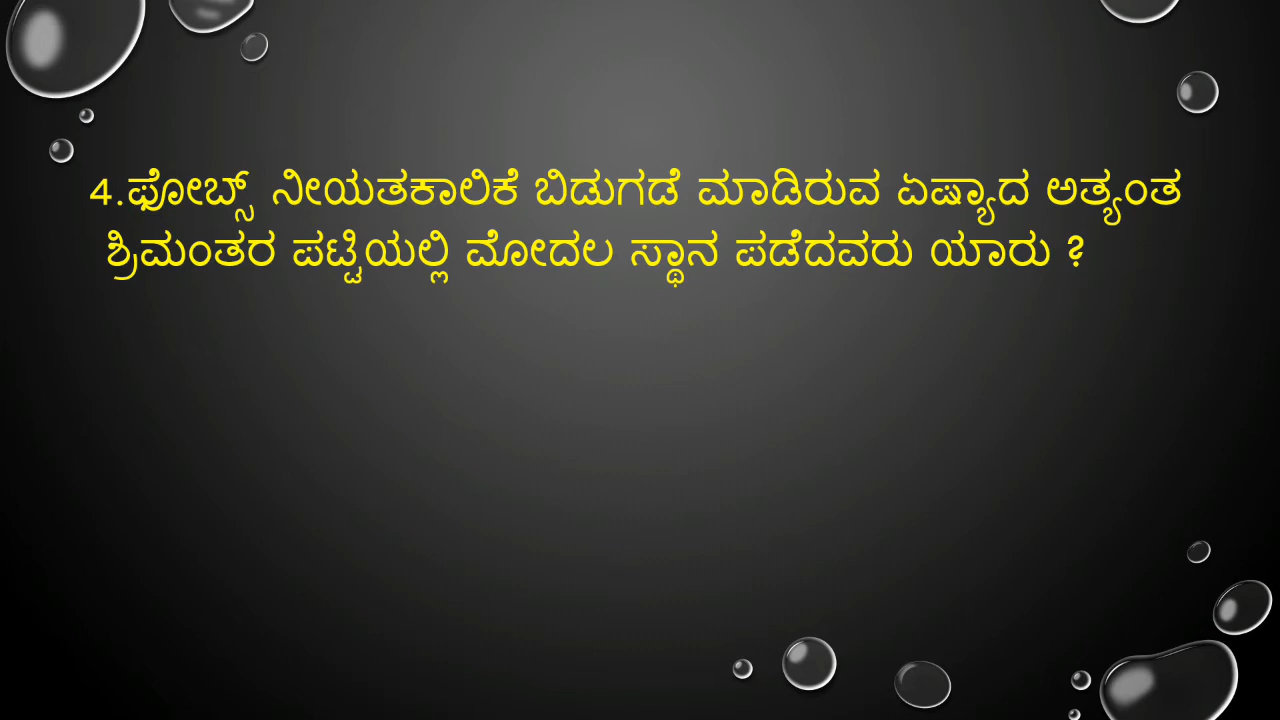 4.ಫೋಬ್ಸ್ ನೀಯತಕಾಲಿಕೆ ಬಿಡುಗಡೆ ಮಾಡಿರುವ ಏಷ್ಯಾದ ಅತ್ಯಂತ
ಶ್ರಿಮಂತರ ಪಟ್ಟಿಯಲ್ಲಿ ಮೋದಲ ಸ್ಥಾನ ಪಡೆದವರು ಯಾರು ?